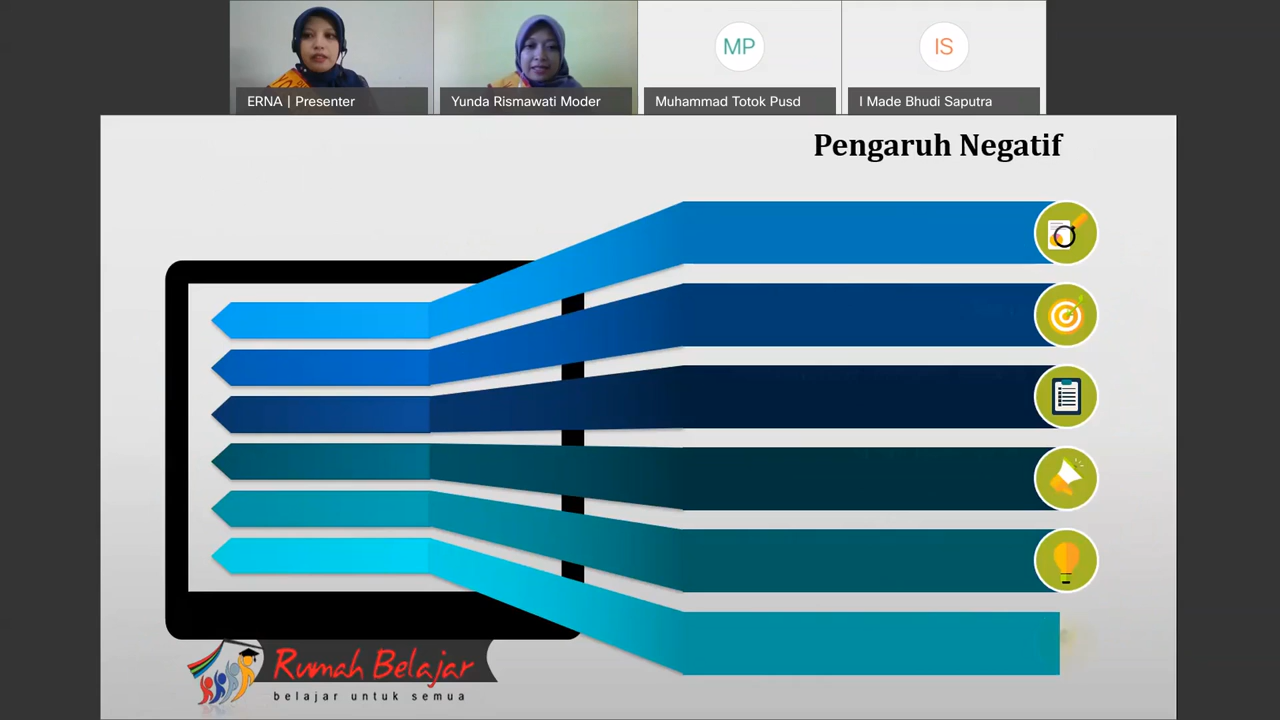 MP
IS
ERNA | Presenter
Yunda Rismawati Moder
Muhammad Totok Pusd
I Made Bhudi Saputra
Pengaruh Negatif
Rumah Belajar
belajar untuk semua